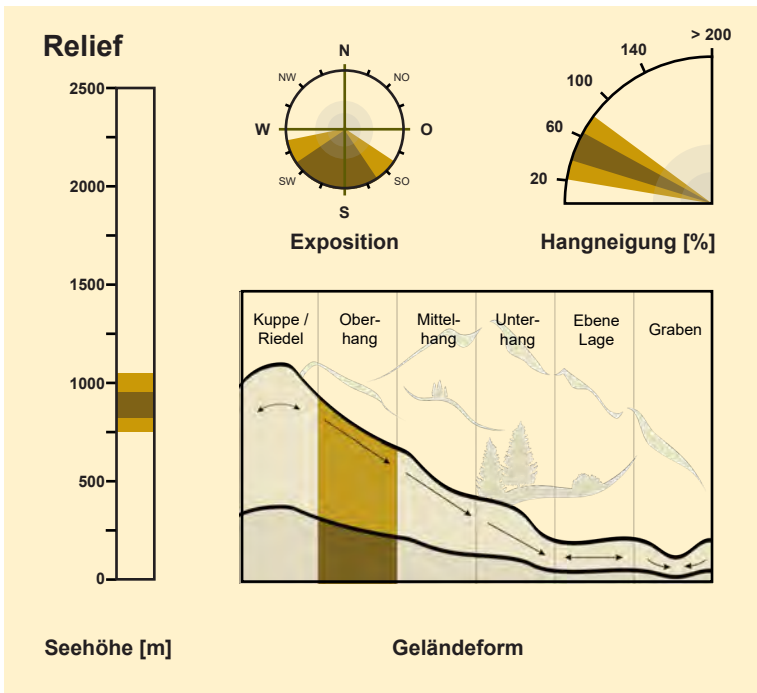 Relief
2500
2000
1500
1000
500
0
Seehöhe [m]
N
NW
NO
W
O
SW
SO
S
Exposition
> 200
140
100
60
20
Hangneigung [%]
Kuppe /
Riedel
Ober-
hang
Mittel-
hang
Unter-
hang
Ebene
Lage
Graben
Geländeform